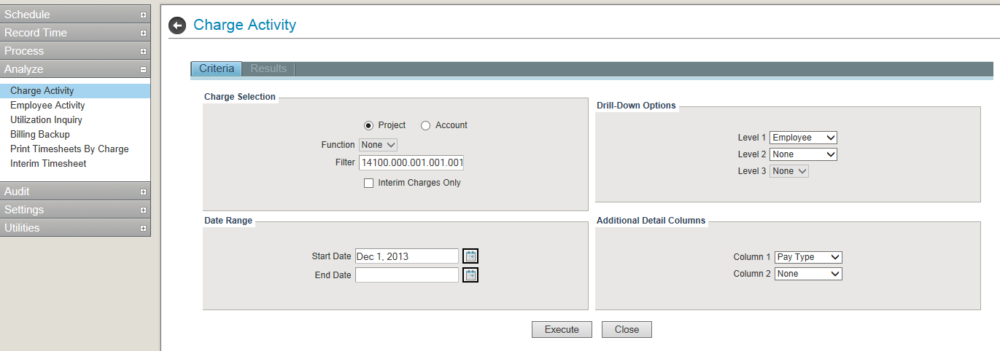 Schedule
Record Time
Process
Analyze
Charge Activity
Employee Activity
Utilization Inquiry
Billing Backup
Print Timesheets By Charge
Interim Timesheet
Audit
Settings
Utilities
Charge Activity
Criteria Results
Charge Selection
Project Account
Function None
Filter 14100.000.001.001.001
Interim Charges Only
Drill-Down Options
Level 1 Employee
Level 2 None
Level 3 None
Date Range
Start Date Dec 1, 2013
End Date
Additional Detail Columns
Column 1 Pay Type
Column 2 None
Execute Close